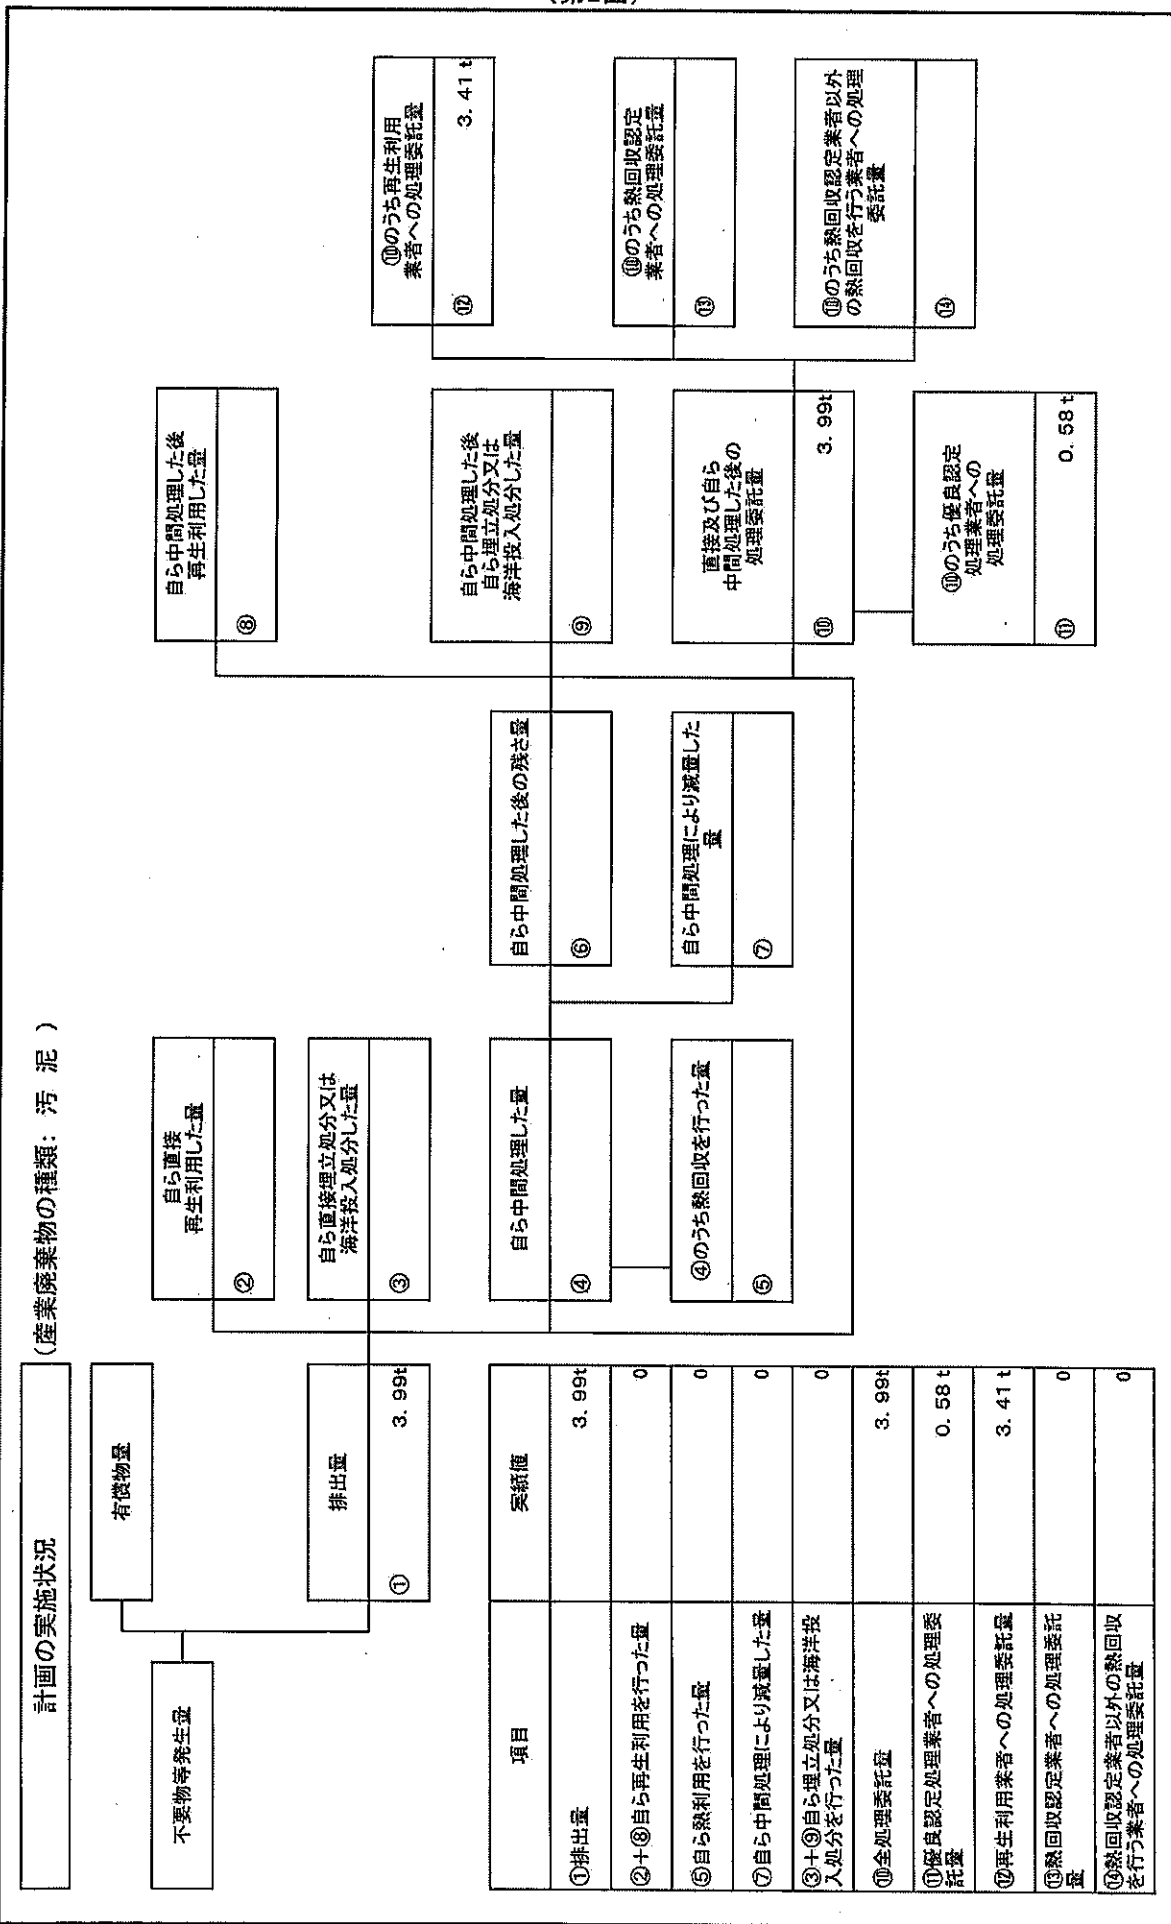 計画の実施状況
(産業廃棄物の種類: 汚 泥 )
不要物等発生量
有償物量
排出量
① 3.99t
自ら直接
再生利用した量
②
自ら直接埋立処分又は
海洋投入処分した量
③
自ら中間処理した量
④
④のうち熱回収を行った量
⑤
自ら中間処理した後の残さ量
⑥
自ら中間処理により減量した
量
⑦
自ら中間処理した後
再生利用した量
⑧
自ら中間処理した後
自ら埋立処分又は
海洋投入処分した量
⑨
直接及び自ら
中間処理した後の
処理委託量
⑩ 3.99t
⑩のうち優良認定
処理業者への
処理委託量
⑪ 0.58t
⑩のうち再生利用
業者への処理委託量
⑫ 3.41t
⑩のうち熱回収認定
業者への処理委託量
⑬
⑩のうち熱回収認定業者以外
の熱回収を行う業者への処理
委託量
⑭
項目 実績値
①排出量 3.99t
②+⑧自ら再生利用を行った量 0
⑤自ら熱利用を行った量 0
⑦自ら中間処理により減量した量 0
③+⑨自ら埋立処分又は海洋投
入処分を行った量 0
⑩全処理委託量 3.99t
⑪優良認定処理業者への処理委
託量 0.58t
⑫再生利用業者への処理委託量 3.41t
⑬熱回収認定業者への処理委託
量 0
⑭熱回収認定業者以外の熱回収
を行う業者への処理委託量 0